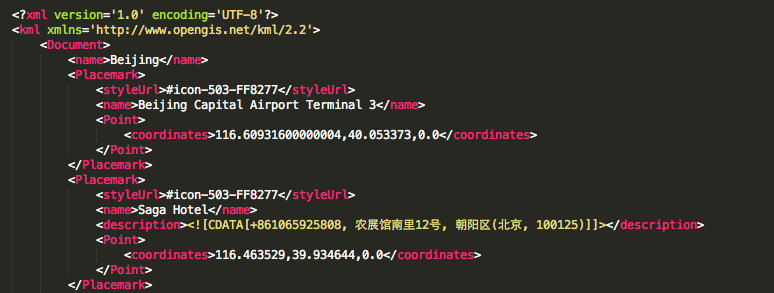 <?xml version='1.0' encoding='UTF-8'?>
<kml xmlns='http://www.opengis.net/kml/2.2'>
<Document>
<name>Beijing</name>
<Placemark>
<styleUrl>#icon-503-FF8277</styleUrl>
<name>Beijing Capital Airport Terminal 3</name>
<Point>
<coordinates>116.60931600000004,40.053373,0.0</coordinates>
</Point>
</Placemark>
<Placemark>
<styleUrl>#icon-503-FF8277</styleUrl>
<name>Saga Hotel</name>
<description><![CDATA[+861065925808, 农展馆南里12号, 朝阳区(北京, 100125)]]></description>
<Point>
<coordinates>116.463529,39.934644,0.0</coordinates>
</Point>
</Placemark>